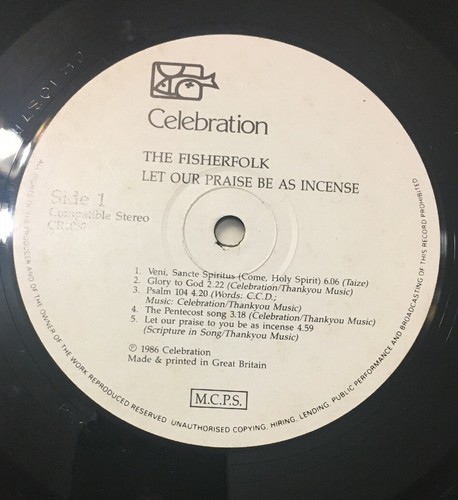 Celebration
THE FISHERFOLK
LET OUR PRAISE BE AS INCENSE
Side 1
Compatible Stereo
1. Veni, Sancte Spiritus (Come, Holy Spirit) 6.06 (Taize)
2. Glory to God 2.22 (Celebration/Thankyou Music)
3. Psalm 104 4.20 (Words: C.C.D.;
Music: Celebration/Thankyou Music)
4. The Pentecost song 3.18 (Celebration/Thankyou Music)
5. Let our praise to you be as incense 4.59
(Scripture in Song/Thankyou Music)
℗ 1986 Celebration
Made & printed in Great Britain
M.C.P.S.
OF THE PRODUCER AND OF THE OWNER OF THE WORK REPRODUCED RESERVED. UNAUTHORISED COPYING, HIRING, LENDING, PUBLIC PERFORMANCE AND BROADCASTING OF THIS RECORD PROHIBITED